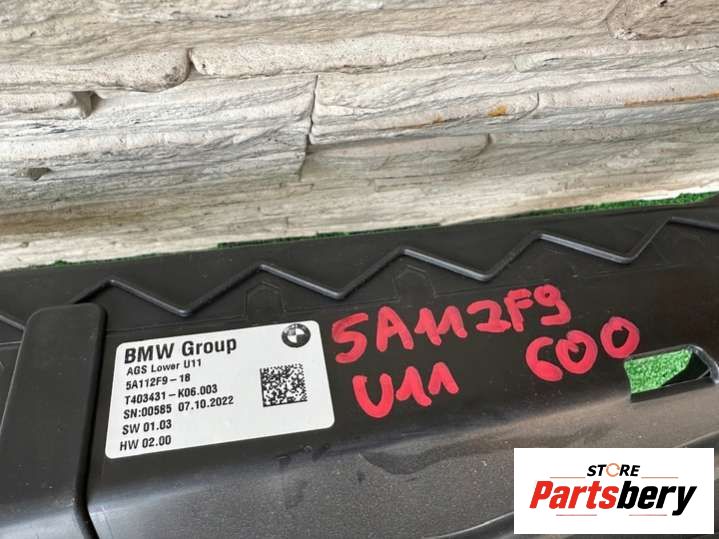 BMW Group
AGS Lower U11
5A112F9-18
T403431-K06.003
SN:00585 07.10.2022
SW 01.03
HW 02.00
5A112F9
U11 600
STORE
Partsbery